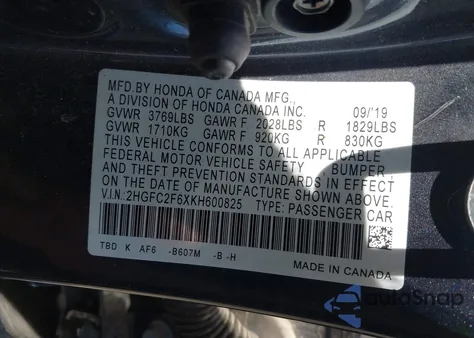 MFD.BY HONDA OF CANADA MFG.,
A DIVISION OF HONDA CANADA INC. 09/'19
GVWR 3769LBS GAWR F 2028LBS R 1829LBS
GVWR 1710KG GAWR F 920KG R 830KG
THIS VEHICLE CONFORMS TO ALL APPLICABLE
FEDERAL MOTOR VEHICLE SAFETY , BUMPER ,
AND THEFT PREVENTION STANDARDS IN EFFECT
ON THE DATE OF MANUFACTURE SHOWN ABOVE.
V.I.N.:2HGFC2F6XKH600825 TYPE: PASSENGER CAR
TBD K AF6 -B607M -B -H
MADE IN CANADA
autoSnap